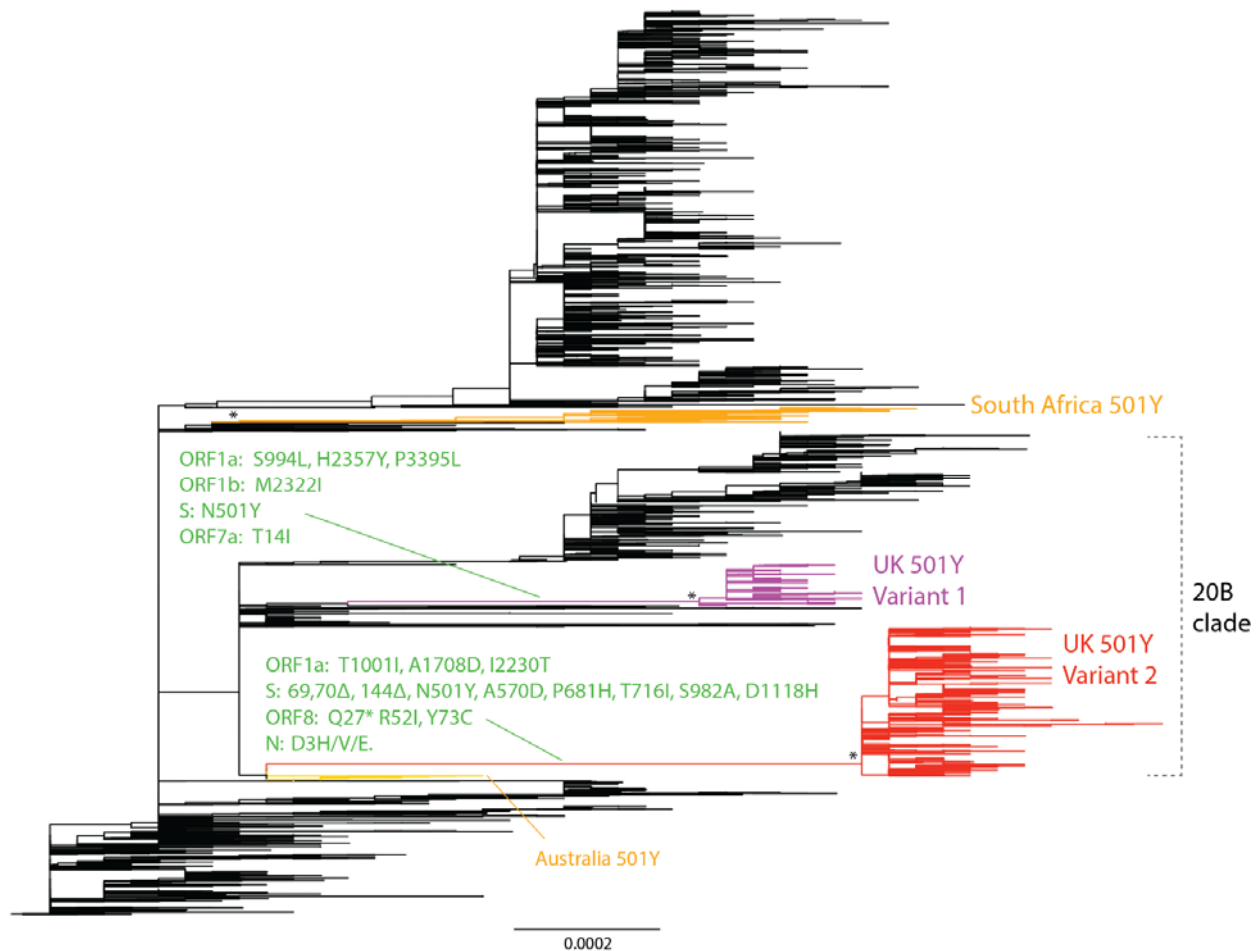 *
South Africa 501Y
ORF1a: S994L, H2357Y, P3395L
ORF1b: M2322I
S: N501Y
ORF7a: T14I
*
UK 501Y
Variant 1
20B
clade
ORF1a: T1001I, A1708D, I2230T
S: 69,70Δ, 144Δ, N501Y, A570D, P681H, T716I, S982A, D1118H
ORF8: Q27* R52I, Y73C
N: D3H/V/E.
UK 501Y
Variant 2
*
Australia 501Y
0.0002